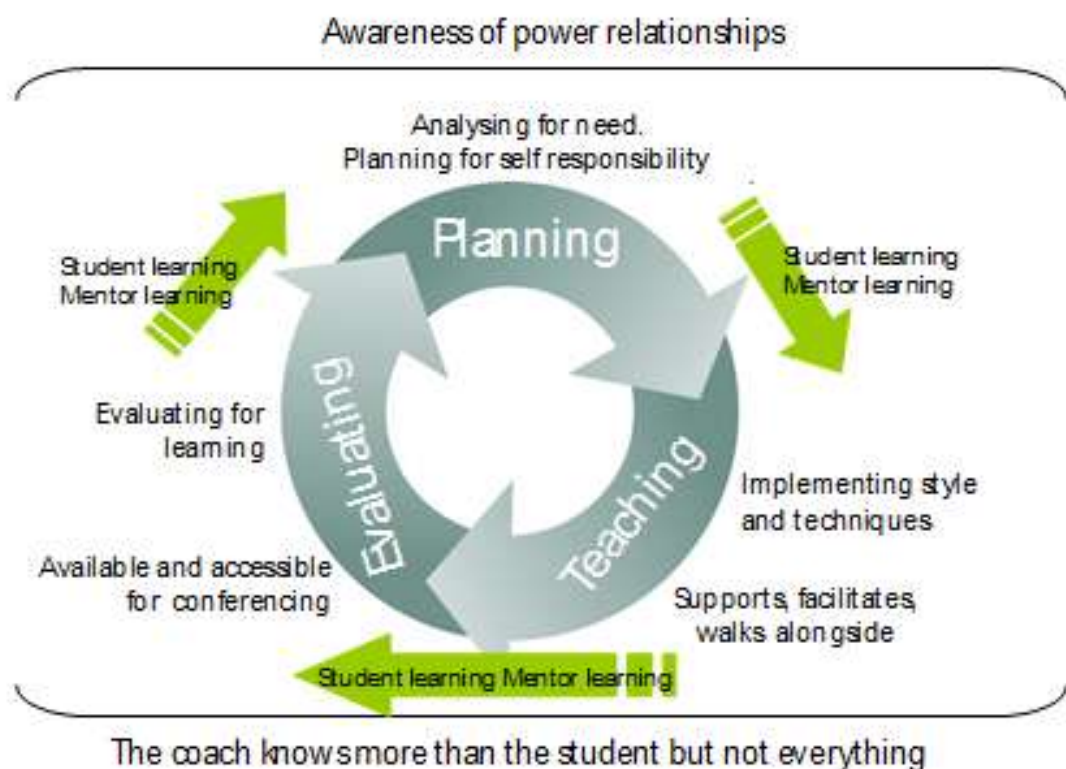 Awareness of power relationships
Analysing for need.
Planning for self responsibility
Planning
Student learning
Mentor learning
Student learning
Mentor learning
Evaluating for
learning
Evaluating
Teaching
Implementing style
and techniques
Available and accessible
for conferencing
Supports, facilitates,
walks alongside
Student learning Mentor learning
The coach knows more than the student but not everything